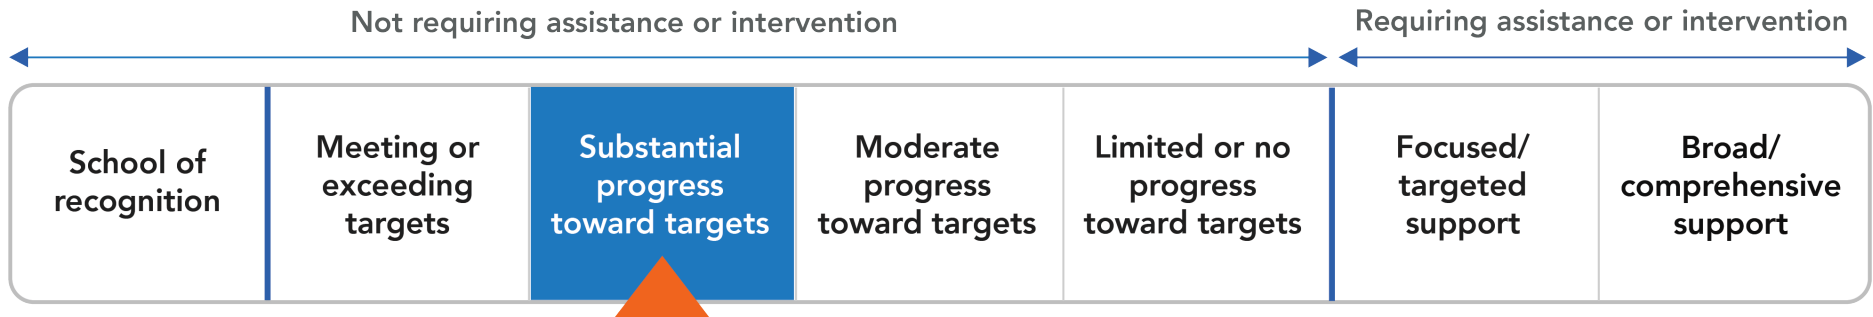 Not requiring assistance or intervention
Requiring assistance or intervention
School of
recognition
Meeting or
exceeding
targets
Substantial
progress
toward targets
Moderate
progress
toward targets
Limited or no
progress
toward targets
Focused/
targeted
support
Broad/
comprehensive
support